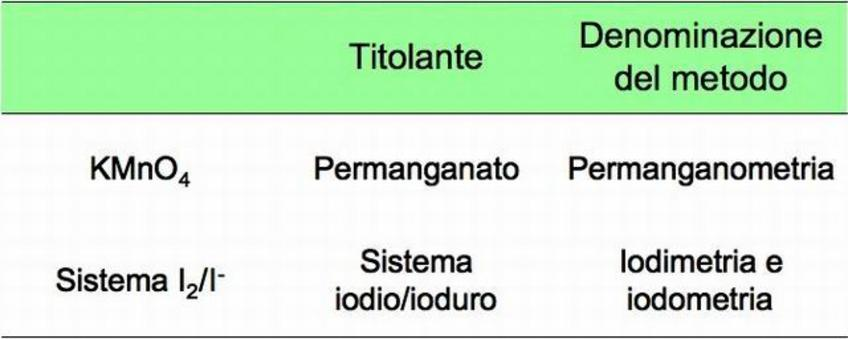 Titolante
Denominazione
del metodo
KMnO₄
Permanganato
Permanganometria
Sistema I₂/I⁻
Sistema
iodio/ioduro
Iodimetria e
iodometria